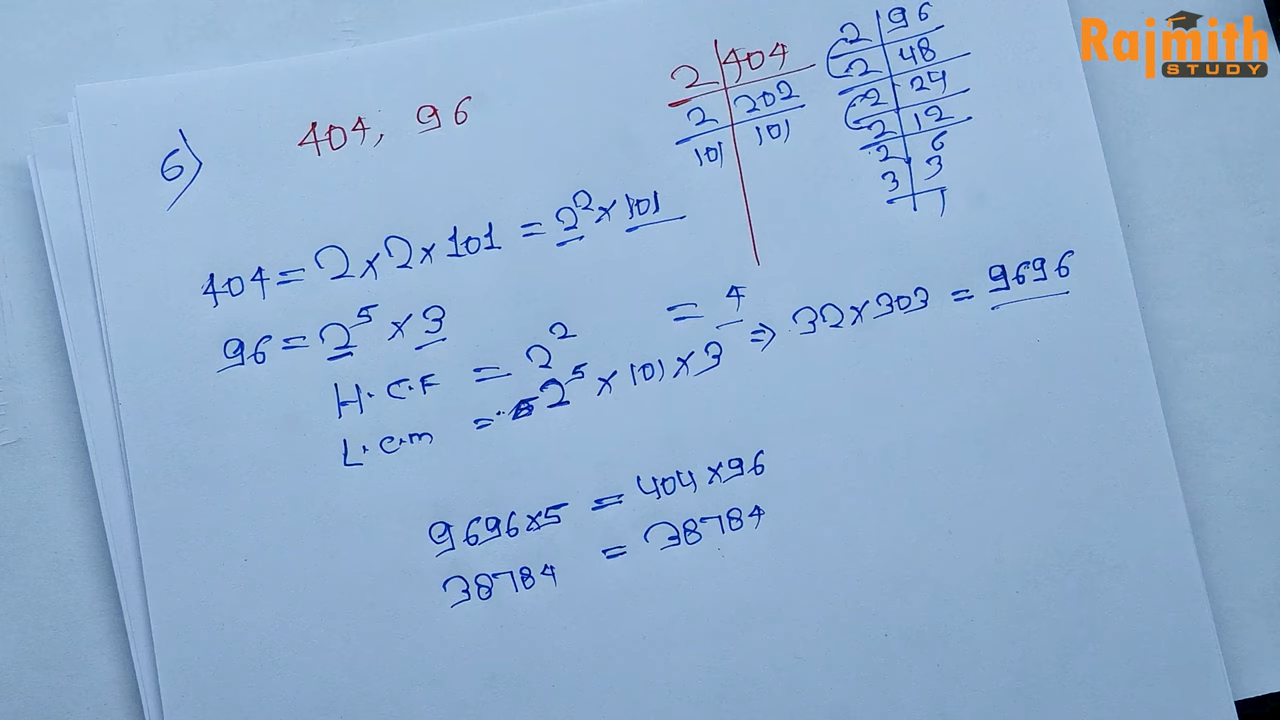 Rajmith
STUDY
6) 404, 96
2 | 404
2 | 202
101 | 101
2 | 96
2 | 48
2 | 24
2 | 12
2 | 6
3 | 3
1
404 = 2 × 2 × 101 = 2² × 101
96 = 2⁵ × 3
H.C.F = 2² = 4
L.C.M = 2⁵ × 101 × 3 ⇒ 32 × 303 = 9696
9696 × 5 = 404 × 96
38784 = 38784